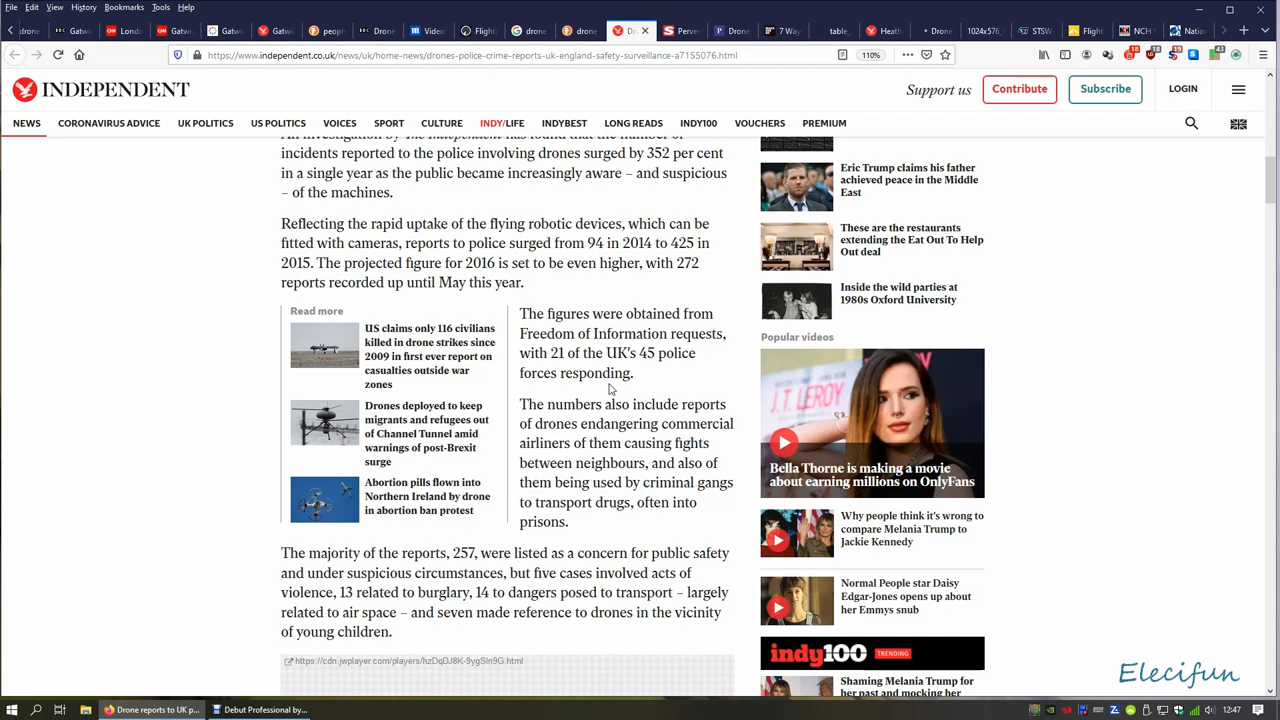 File Edit View History Bookmarks Tools Help
https://www.independent.co.uk/news/uk/home-news/drones-police-crime-reports-uk-england-safety-surveillance-a7155076.html
110%
INDEPENDENT
Support us
Contribute
Subscribe
LOGIN
NEWS CORONAVIRUS ADVICE UK POLITICS US POLITICS VOICES SPORT CULTURE INDY/LIFE INDYBEST LONG READS INDY100 VOUCHERS PREMIUM
An investigation by The Independent has found that the number of
incidents reported to the police involving drones surged by 352 per cent
in a single year as the public became increasingly aware – and suspicious
– of the machines.
Reflecting the rapid uptake of the flying robotic devices, which can be
fitted with cameras, reports to police surged from 94 in 2014 to 425 in
2015. The projected figure for 2016 is set to be even higher, with 272
reports recorded up until May this year.
Read more
US claims only 116 civilians
killed in drone strikes since
2009 in first ever report on
casualties outside war
zones
Drones deployed to keep
migrants and refugees out
of Channel Tunnel amid
warnings of post-Brexit
surge
Abortion pills flown into
Northern Ireland by drone
in abortion ban protest
The figures were obtained from
Freedom of Information requests,
with 21 of the UK's 45 police
forces responding.
The numbers also include reports
of drones endangering commercial
airliners of them causing fights
between neighbours, and also of
them being used by criminal gangs
to transport drugs, often into
prisons.
The majority of the reports, 257, were listed as a concern for public safety
and under suspicious circumstances, but five cases involved acts of
violence, 13 related to burglary, 14 to dangers posed to transport – largely
related to air space – and seven made reference to drones in the vicinity
of young children.
https://cdn.jwplayer.com/players/hzDqDJ8K-9ygSIn9G.html
Eric Trump claims his father
achieved peace in the Middle
East
These are the restaurants
extending the Eat Out To Help
Out deal
Inside the wild parties at
1980s Oxford University
Popular videos
J.T. LEROY
Bella Thorne is making a movie
about earning millions on OnlyFans
Why people think it's wrong to
compare Melania Trump to
Jackie Kennedy
Normal People star Daisy
Edgar-Jones opens up about
her Emmys snub
indy100 TRENDING
Shaming Melania Trump for
her past and mocking her
Elecifun
Drone reports to UK p...
Debut Professional by...
12:47